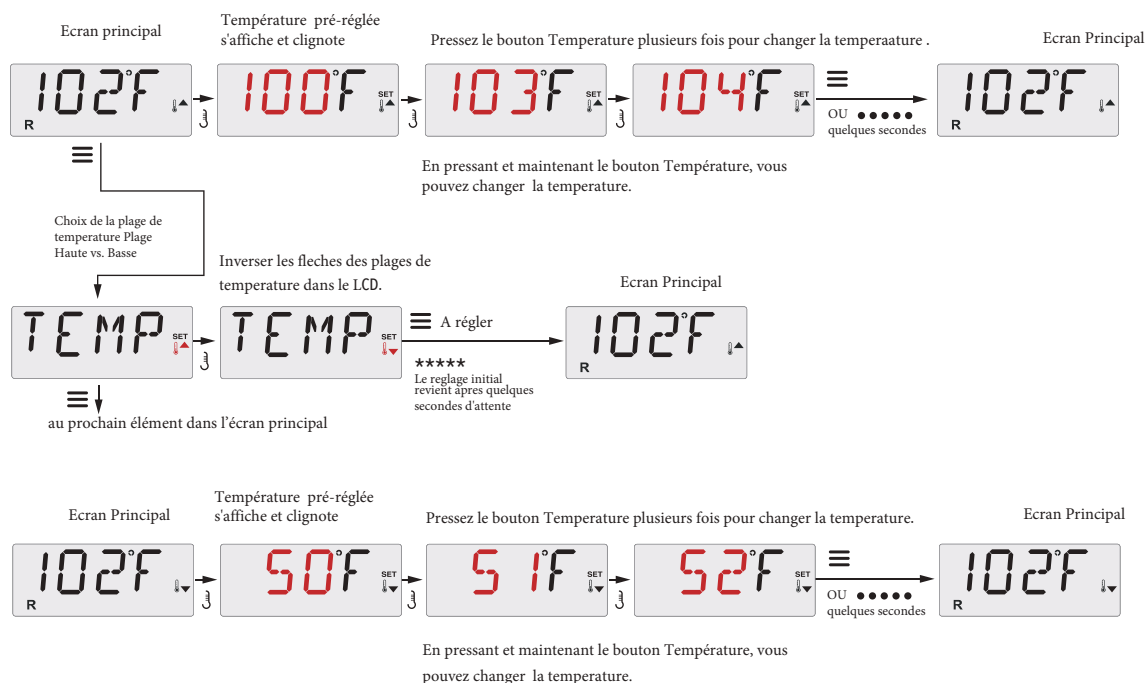 Ecran principal
Température pré-réglée
s'affiche et clignote
Pressez le bouton Temperature plusieurs fois pour changer la temperaature .
Ecran Principal
102°F
R
100°F
SET
103°F
SET
104°F
SET
OU ●●●●●
quelques secondes
102°F
R
En pressant et maintenant le bouton Température, vous
pouvez changer la temperature.
Choix de la plage de
temperature Plage
Haute vs. Basse
Inverser les fleches des plages de
temperature dans le LCD.
Ecran Principal
TEMP
SET
TEMP
SET
A régler
*****
Le reglage initial
revient apres quelques
secondes d'attente
102°F
R
au prochain élément dans l'écran principal
Ecran Principal
Température pré-réglée
s'affiche et clignote
Pressez le bouton Temperature plusieurs fois pour changer la temperature.
Ecran Principal
102°F
R
50°F
SET
51°F
SET
52°F
SET
OU ●●●●●
quelques secondes
102°F
R
En pressant et maintenant le bouton Température, vous
pouvez changer la temperature.